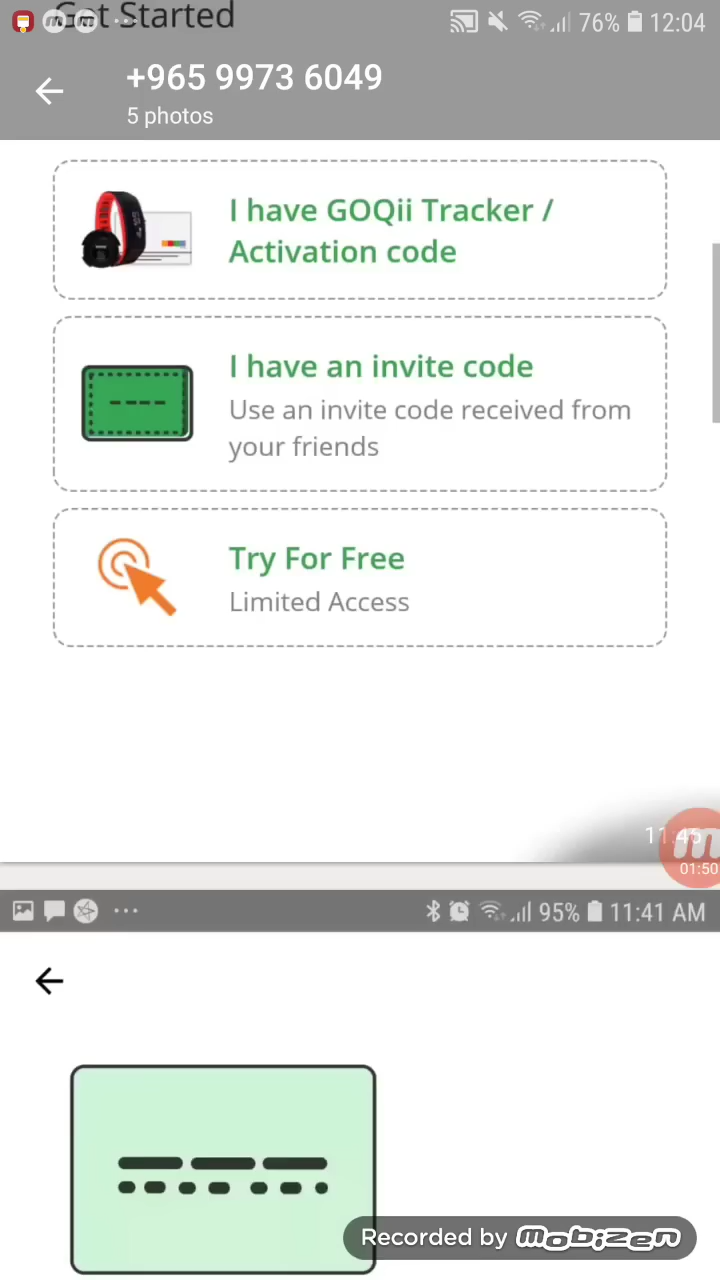 Get Started
76% 12:04
+965 9973 6049
5 photos
I have GOQii Tracker /
Activation code
I have an invite code
Use an invite code received from
your friends
Try For Free
Limited Access
11:45
01:50
95% 11:41 AM
Recorded by mobizen